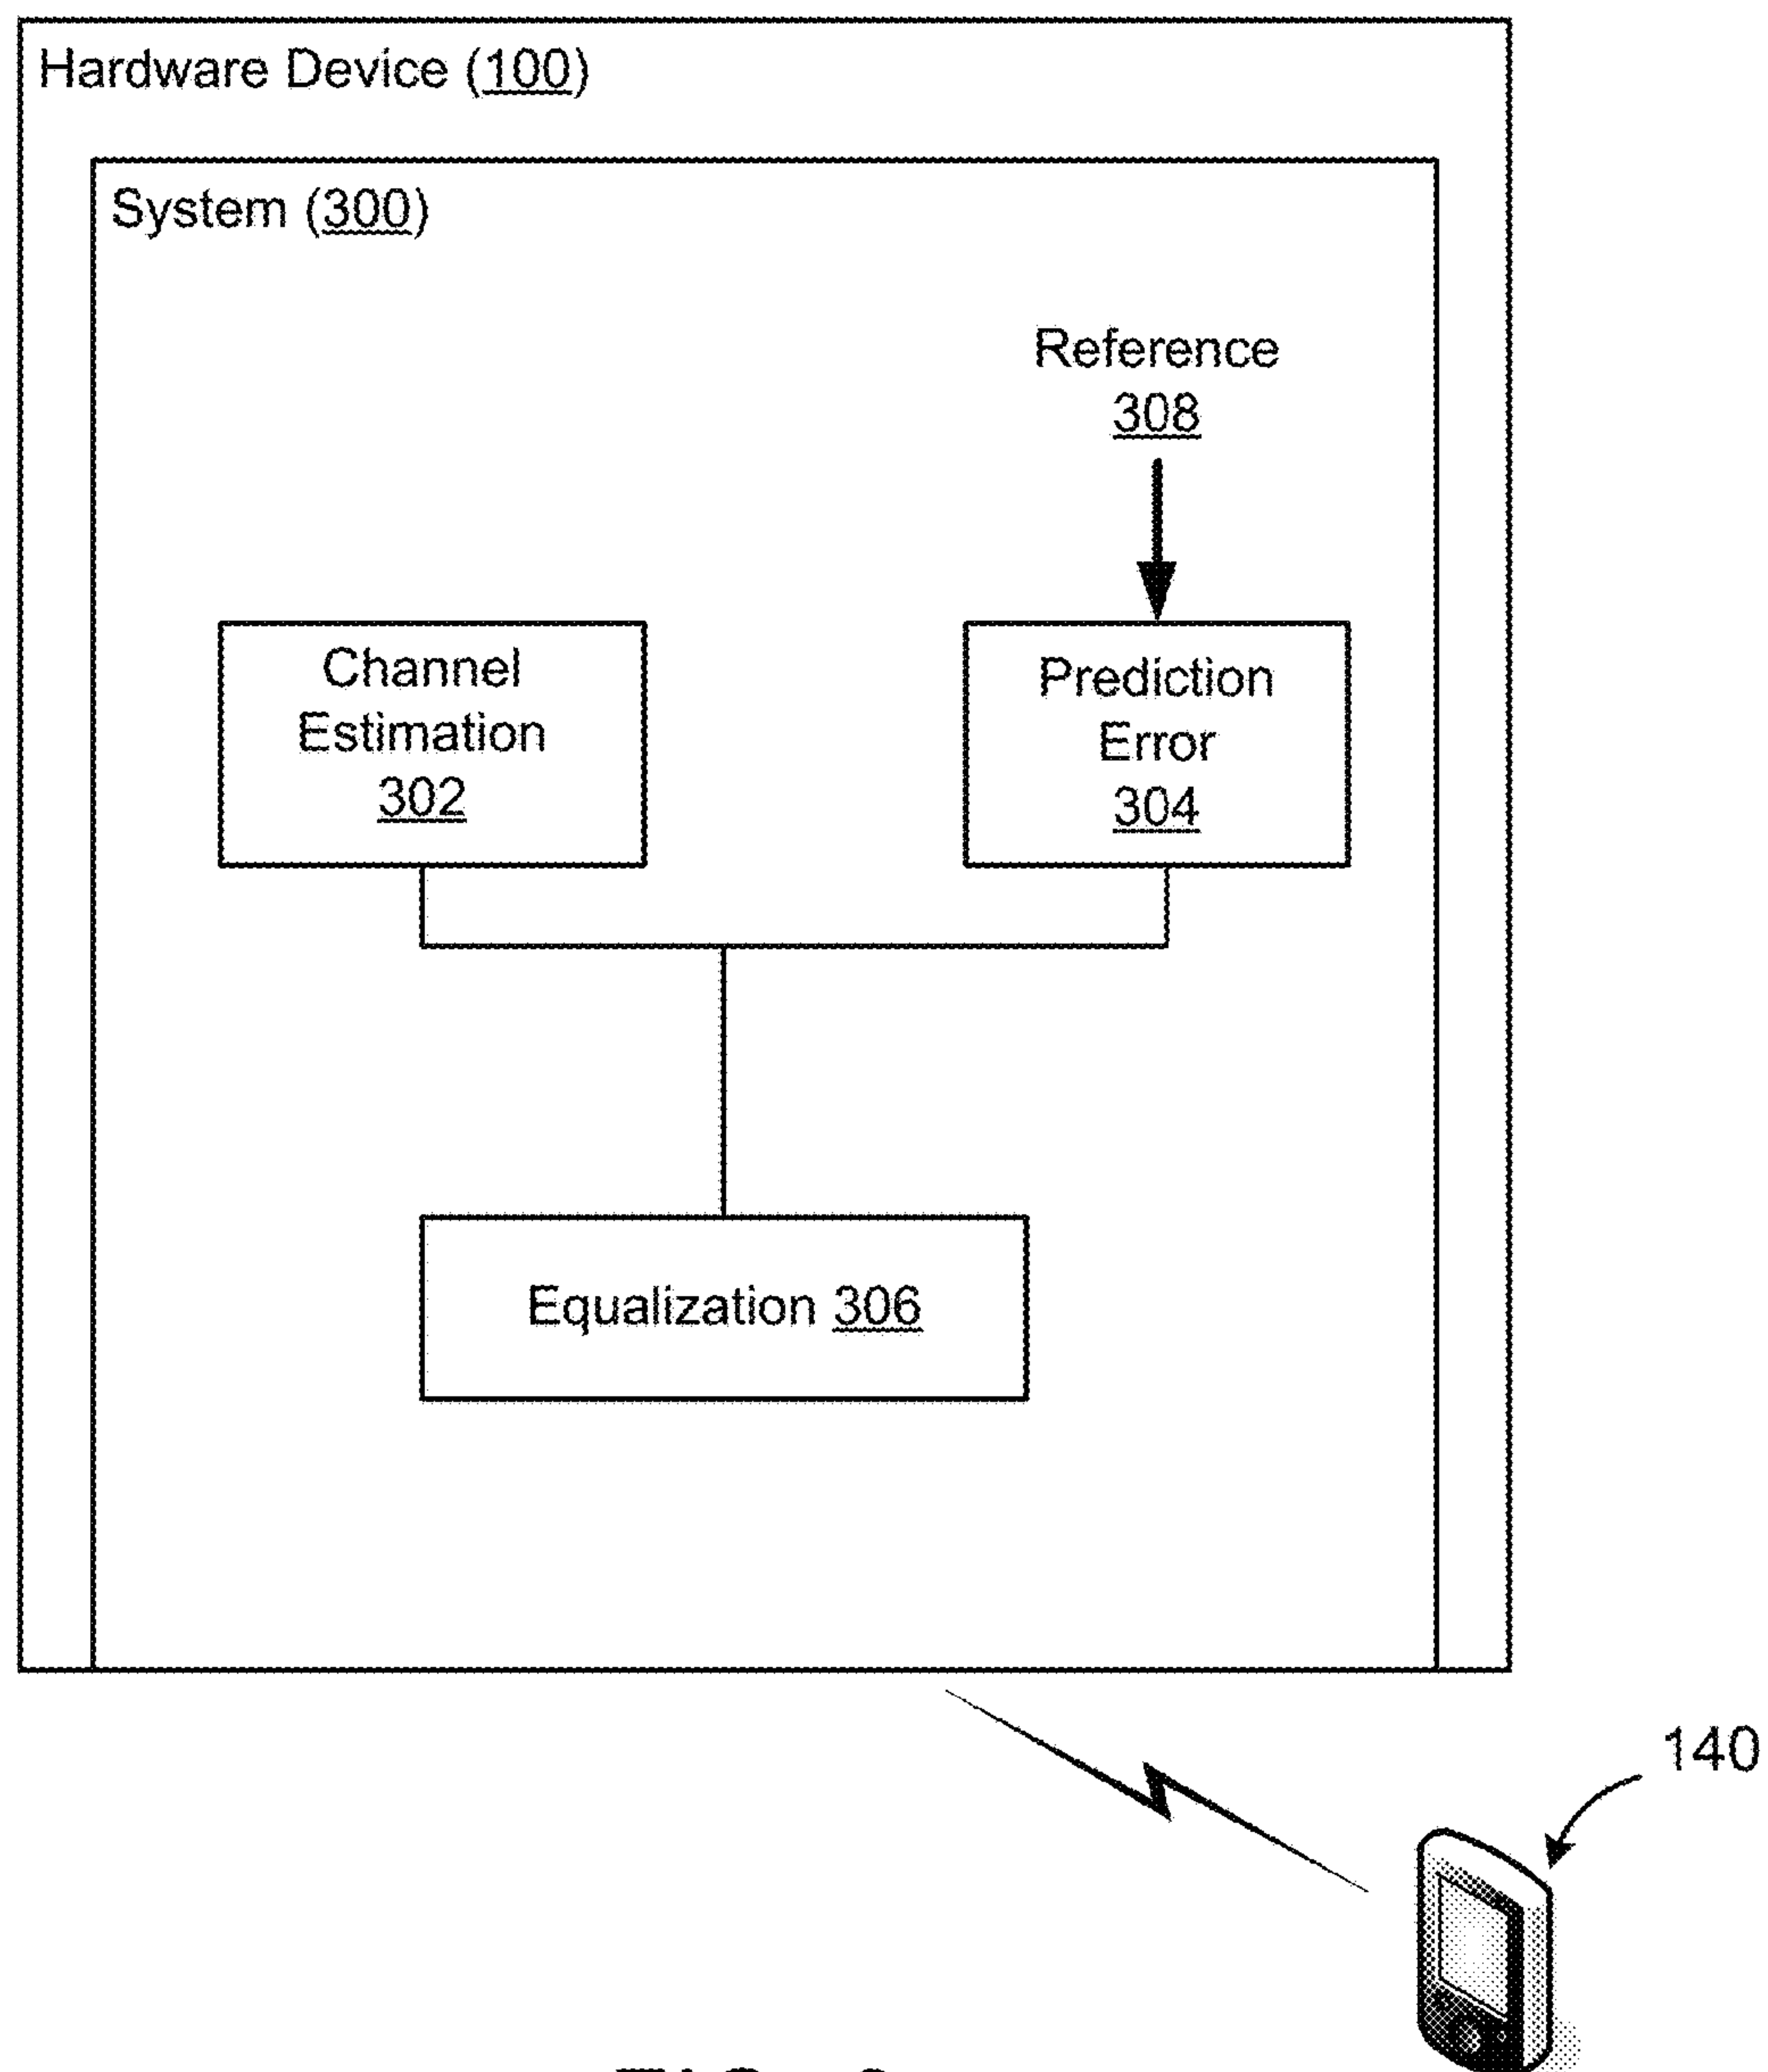 Hardware Device (100)
System (300)
Reference
308
Channel
Estimation
302
Prediction
Error
304
Equalization 306
140